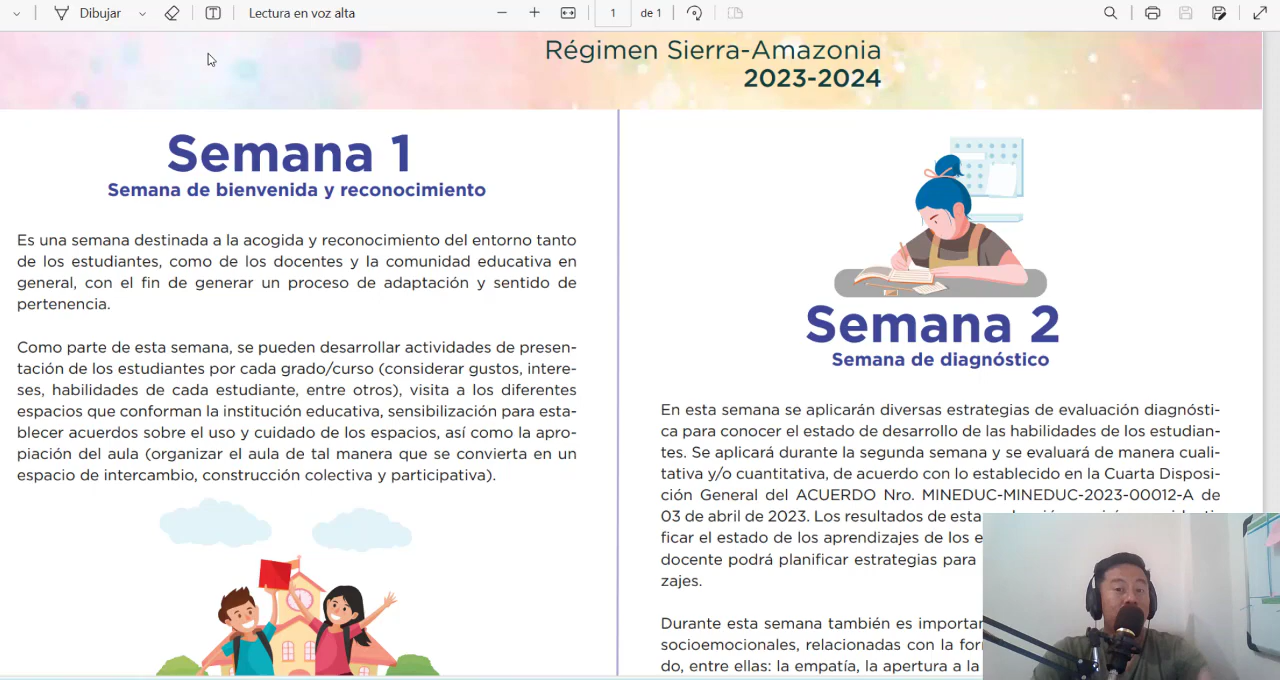 Dibujar
Lectura en voz alta
1
de 1
Régimen Sierra-Amazonia
2023-2024
Semana 1
Semana de bienvenida y reconocimiento
Es una semana destinada a la acogida y reconocimiento del entorno tanto
de los estudiantes, como de los docentes y la comunidad educativa en
general, con el fin de generar un proceso de adaptación y sentido de
pertenencia.
Como parte de esta semana, se pueden desarrollar actividades de presen-
tación de los estudiantes por cada grado/curso (considerar gustos, intere-
ses, habilidades de cada estudiante, entre otros), visita a los diferentes
espacios que conforman la institución educativa, sensibilización para esta-
blecer acuerdos sobre el uso y cuidado de los espacios, así como la apro-
piación del aula (organizar el aula de tal manera que se convierta en un
espacio de intercambio, construcción colectiva y participativa).
Semana 2
Semana de diagnóstico
En esta semana se aplicarán diversas estrategias de evaluación diagnósti-
ca para conocer el estado de desarrollo de las habilidades de los estudian-
tes. Se aplicará durante la segunda semana y se evaluará de manera cuali-
tativa y/o cuantitativa, de acuerdo con lo establecido en la Cuarta Disposi-
ción General del ACUERDO Nro. MINEDUC-MINEDUC-2023-00012-A de
03 de abril de 2023. Los resultados de esta
ficar el estado de los aprendizajes de los
docente podrá planificar estrategias para
zajes.
Durante esta semana también es
socioemocionales, relacionadas con la
do, entre ellas: la empatía, la apertura a la